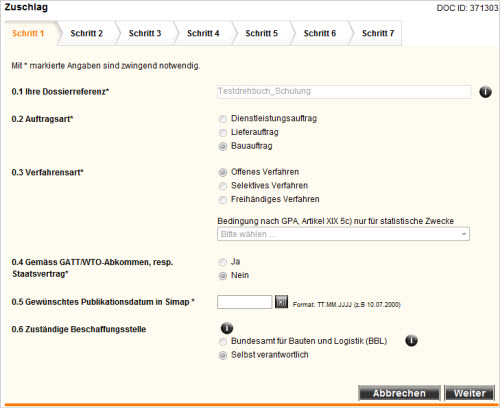 Zuschlag
DOC ID: 371303
Schritt 1 Schritt 2 Schritt 3 Schritt 4 Schritt 5 Schritt 6 Schritt 7
Mit * markierte Angaben sind zwingend notwendig.
0.1 Ihre Dossierreferenz* Testdrehbuch_Schulung
0.2 Auftragsart* Dienstleistungsauftrag
Lieferauftrag
Bauauftrag
0.3 Verfahrensart* Offenes Verfahren
Selektives Verfahren
Freihändiges Verfahren
Bedingung nach GPA, Artikel XIX 5c) nur für statistische Zwecke
Bitte wählen ...
0.4 Gemäss GATT/WTO-Abkommen, resp. Ja
Staatsvertrag* Nein
0.5 Gewünschtes Publikationsdatum in Simap * Format: TT.MM.JJJJ (z.B 10.07.2000)
0.6 Zuständige Beschaffungsstelle
Bundesamt für Bauten und Logistik (BBL)
Selbst verantwortlich
Abbrechen Weiter